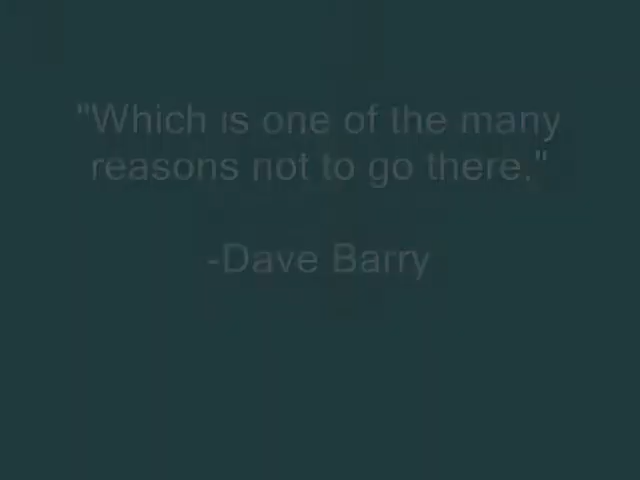 "Which is one of the many
reasons not to go there."
-Dave Barry